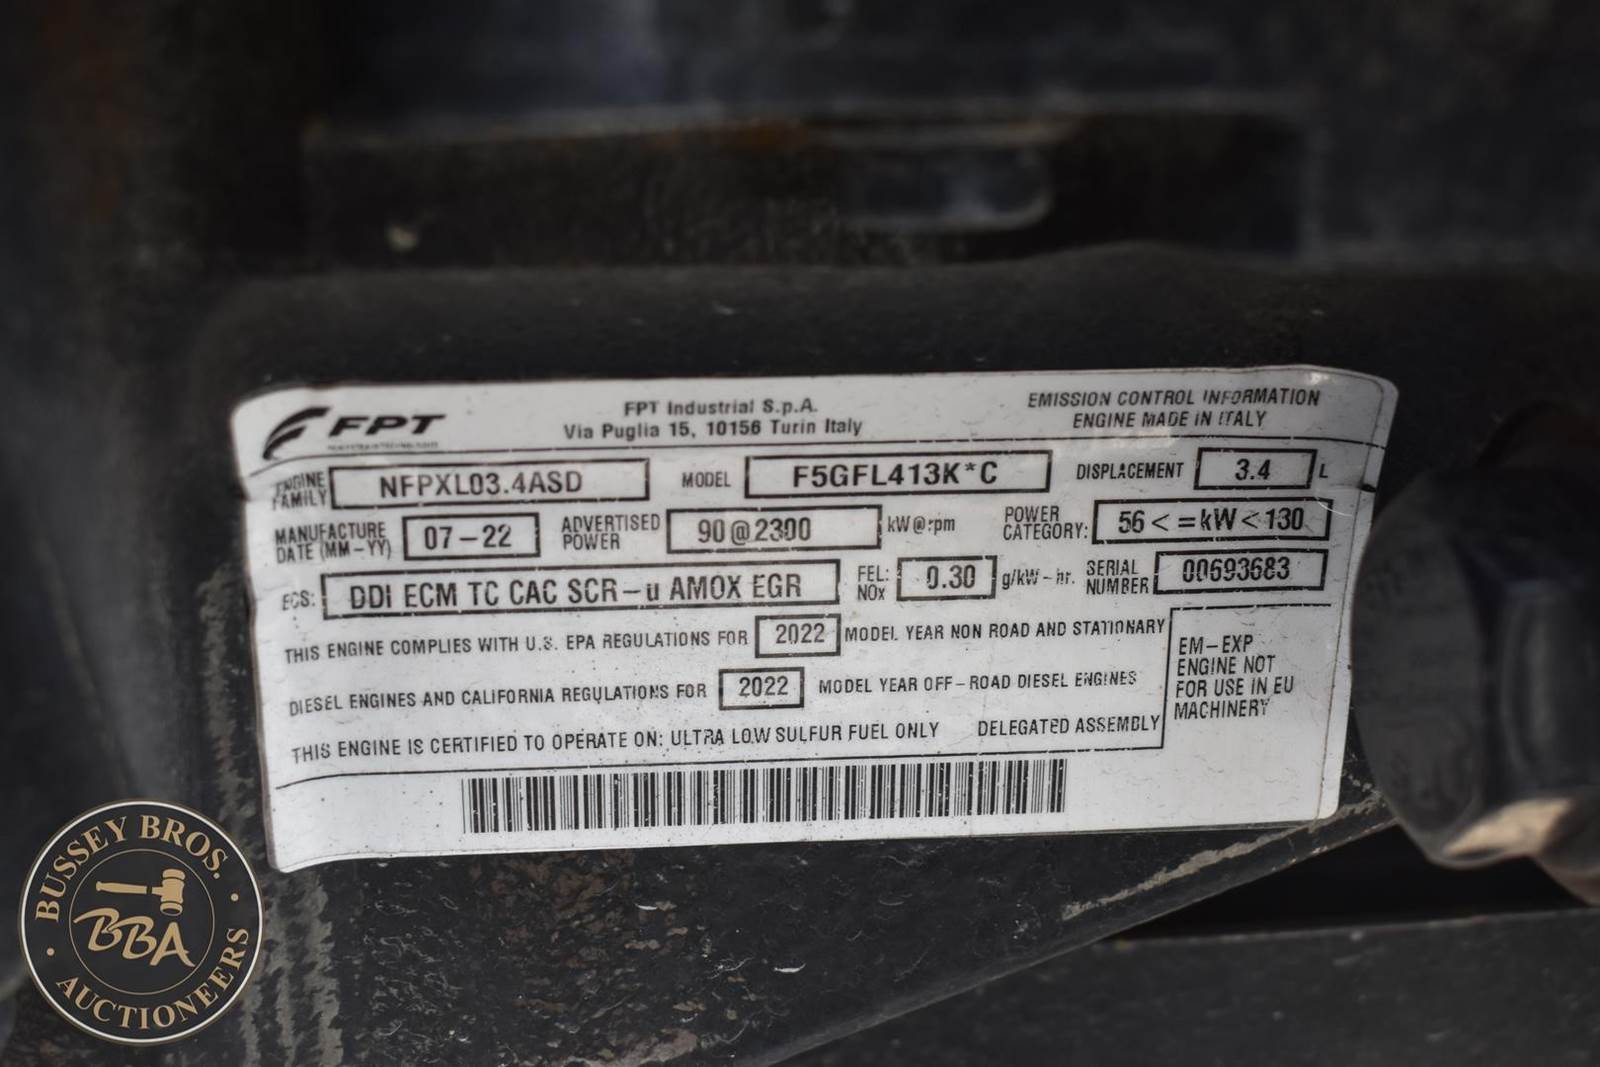 FPT
FPT Industrial S.p.A.
Via Puglia 15, 10156 Turin Italy
EMISSION CONTROL INFORMATION
ENGINE MADE IN ITALY
ENGINE FAMILY NFPXL03.4ASD MODEL F5GFL413K*C DISPLACEMENT 3.4 L
MANUFACTURE DATE (MM-YY) 07-22 ADVERTISED POWER 90@2300 kW@rpm POWER CATEGORY: 56<=kW<130
ECS: DDI ECM TC CAC SCR-u AMOX EGR FEL: NOx 0.30 g/kW-hr. SERIAL NUMBER 00693683
THIS ENGINE COMPLIES WITH U.S. EPA REGULATIONS FOR 2022 MODEL YEAR NON ROAD AND STATIONARY
DIESEL ENGINES AND CALIFORNIA REGULATIONS FOR 2022 MODEL YEAR OFF-ROAD DIESEL ENGINES
THIS ENGINE IS CERTIFIED TO OPERATE ON: ULTRA LOW SULFUR FUEL ONLY DELEGATED ASSEMBLY
EM-EXP
ENGINE NOT
FOR USE IN EU
MACHINERY
BUSSEY BROS.
BBA
AUCTIONEERS